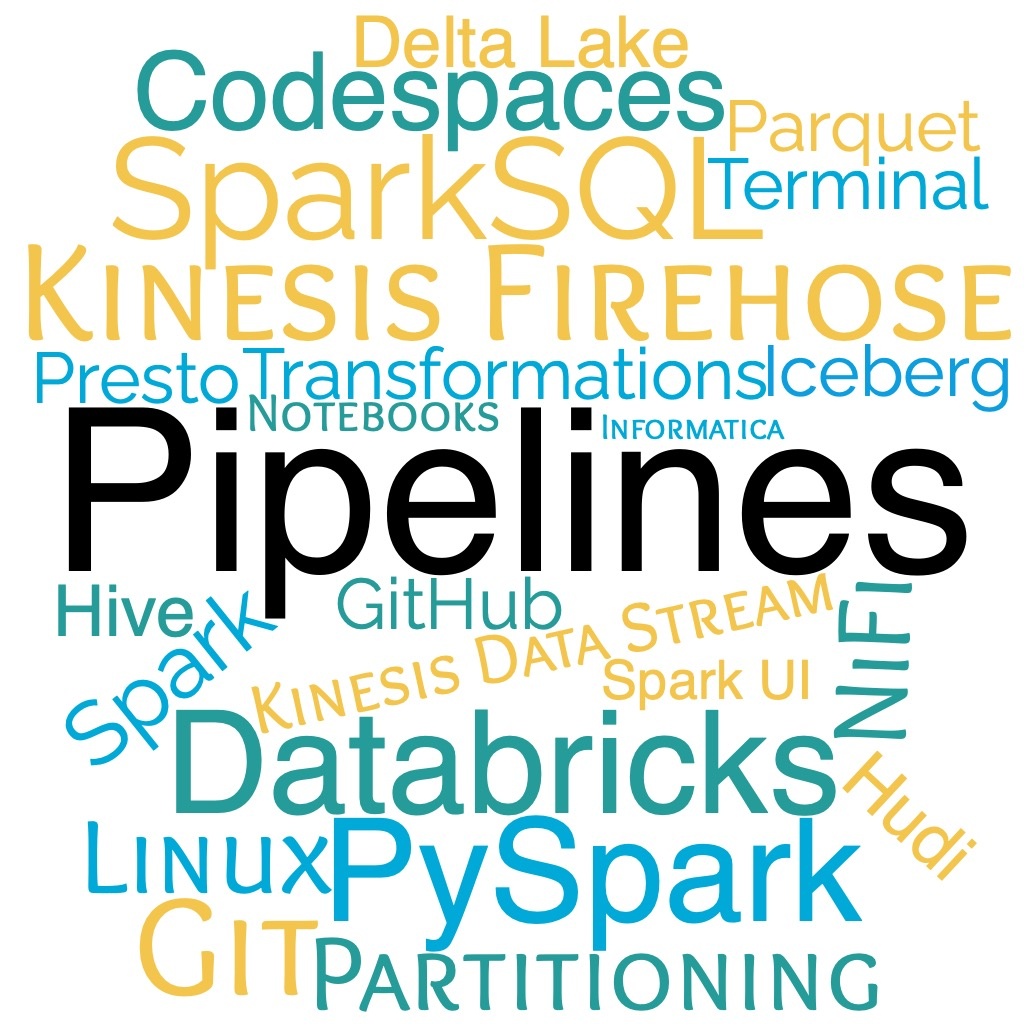 Delta Lake
Codespaces
Parquet
SparkSQL
Terminal
KINESIS FIREHOSE
Presto
Transformations
Iceberg
NOTEBOOKS
INFORMATICA
Pipelines
Hive
GitHub
NIFI
Spark
KINESIS DATA STREAM
Spark UI
Databricks
Hudi
LINUX
PySpark
GIT
PARTITIONING